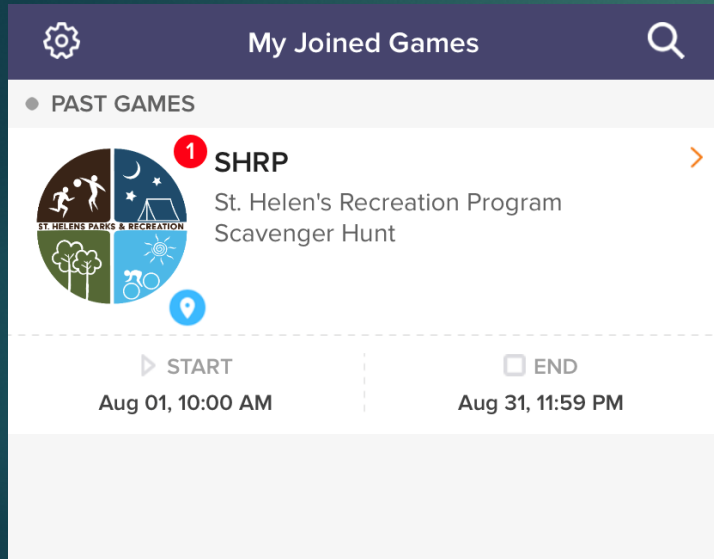 My Joined Games
PAST GAMES
1
SHRP
St. Helen's Recreation Program
Scavenger Hunt
ST. HELENS PARKS & RECREATION
START
END
Aug 01, 10:00 AM
Aug 31, 11:59 PM